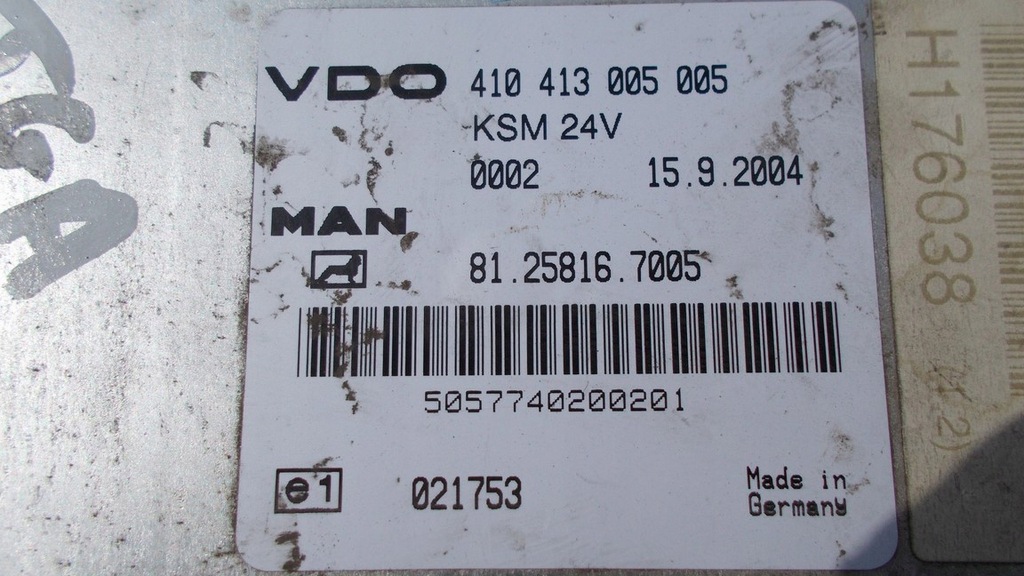 TGA
VDO 410 413 005 005
KSM 24V
0002 15.9.2004
MAN
81.25816.7005
5057740200201
e1 021753
Made in
Germany
H176038